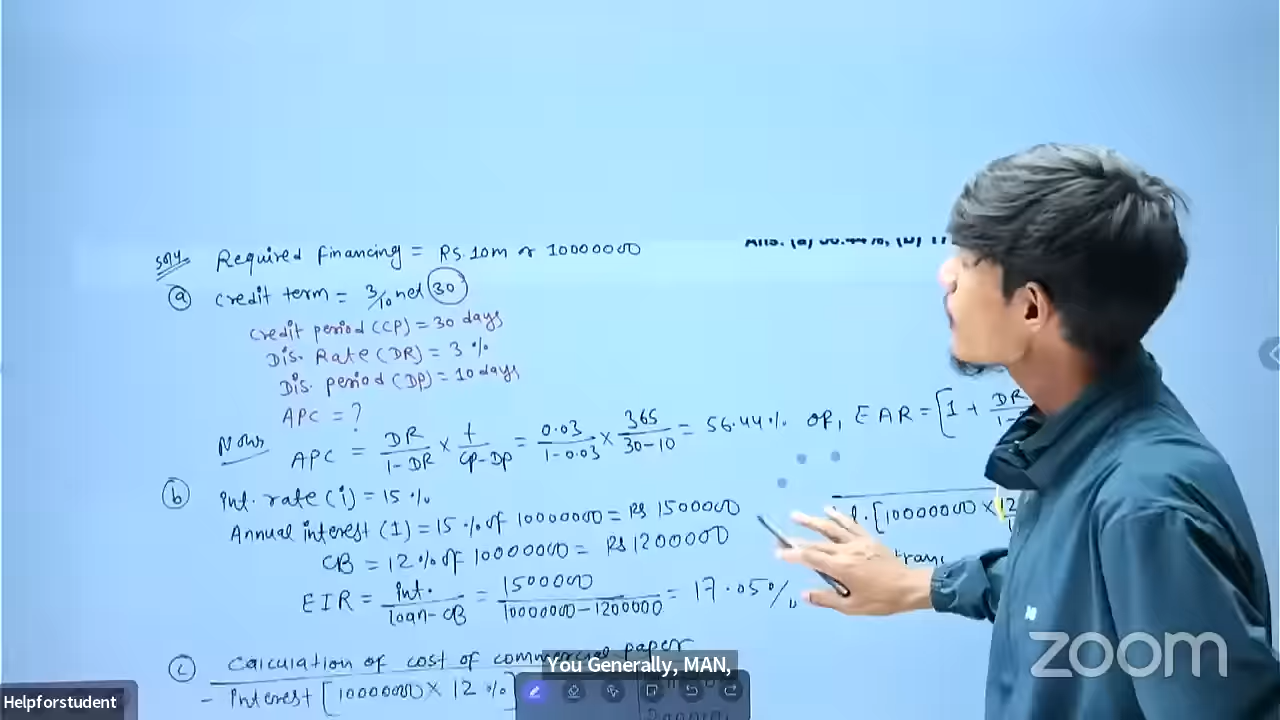 Soln Required financing = Rs. 10m or 10000000
(a) Credit term = 3/10 net 30
Credit period (CP) = 30 days
Dis. Rate (DR) = 3 %
Dis. period (DP) = 10 days
APC = ?
Now,
APC = DR/1-DR × t/CP-DP = 0.03/1-0.03 × 365/30-10 = 56.44% or, EAR = [1 + DR
(b) Int. rate (i) = 15 %
Annual interest (I) = 15 % of 10000000 = Rs 1500000
CB = 12% of 10000000 = Rs 1200000
EIR = Int./loan-CB = 1500000/10000000-1200000 = 17.05%
[10000000 × 12
(c) Calculation of cost of commercial paper
- Interest [10000000 × 12 %]
You Generally, MAN,
Helpforstudent
zoom